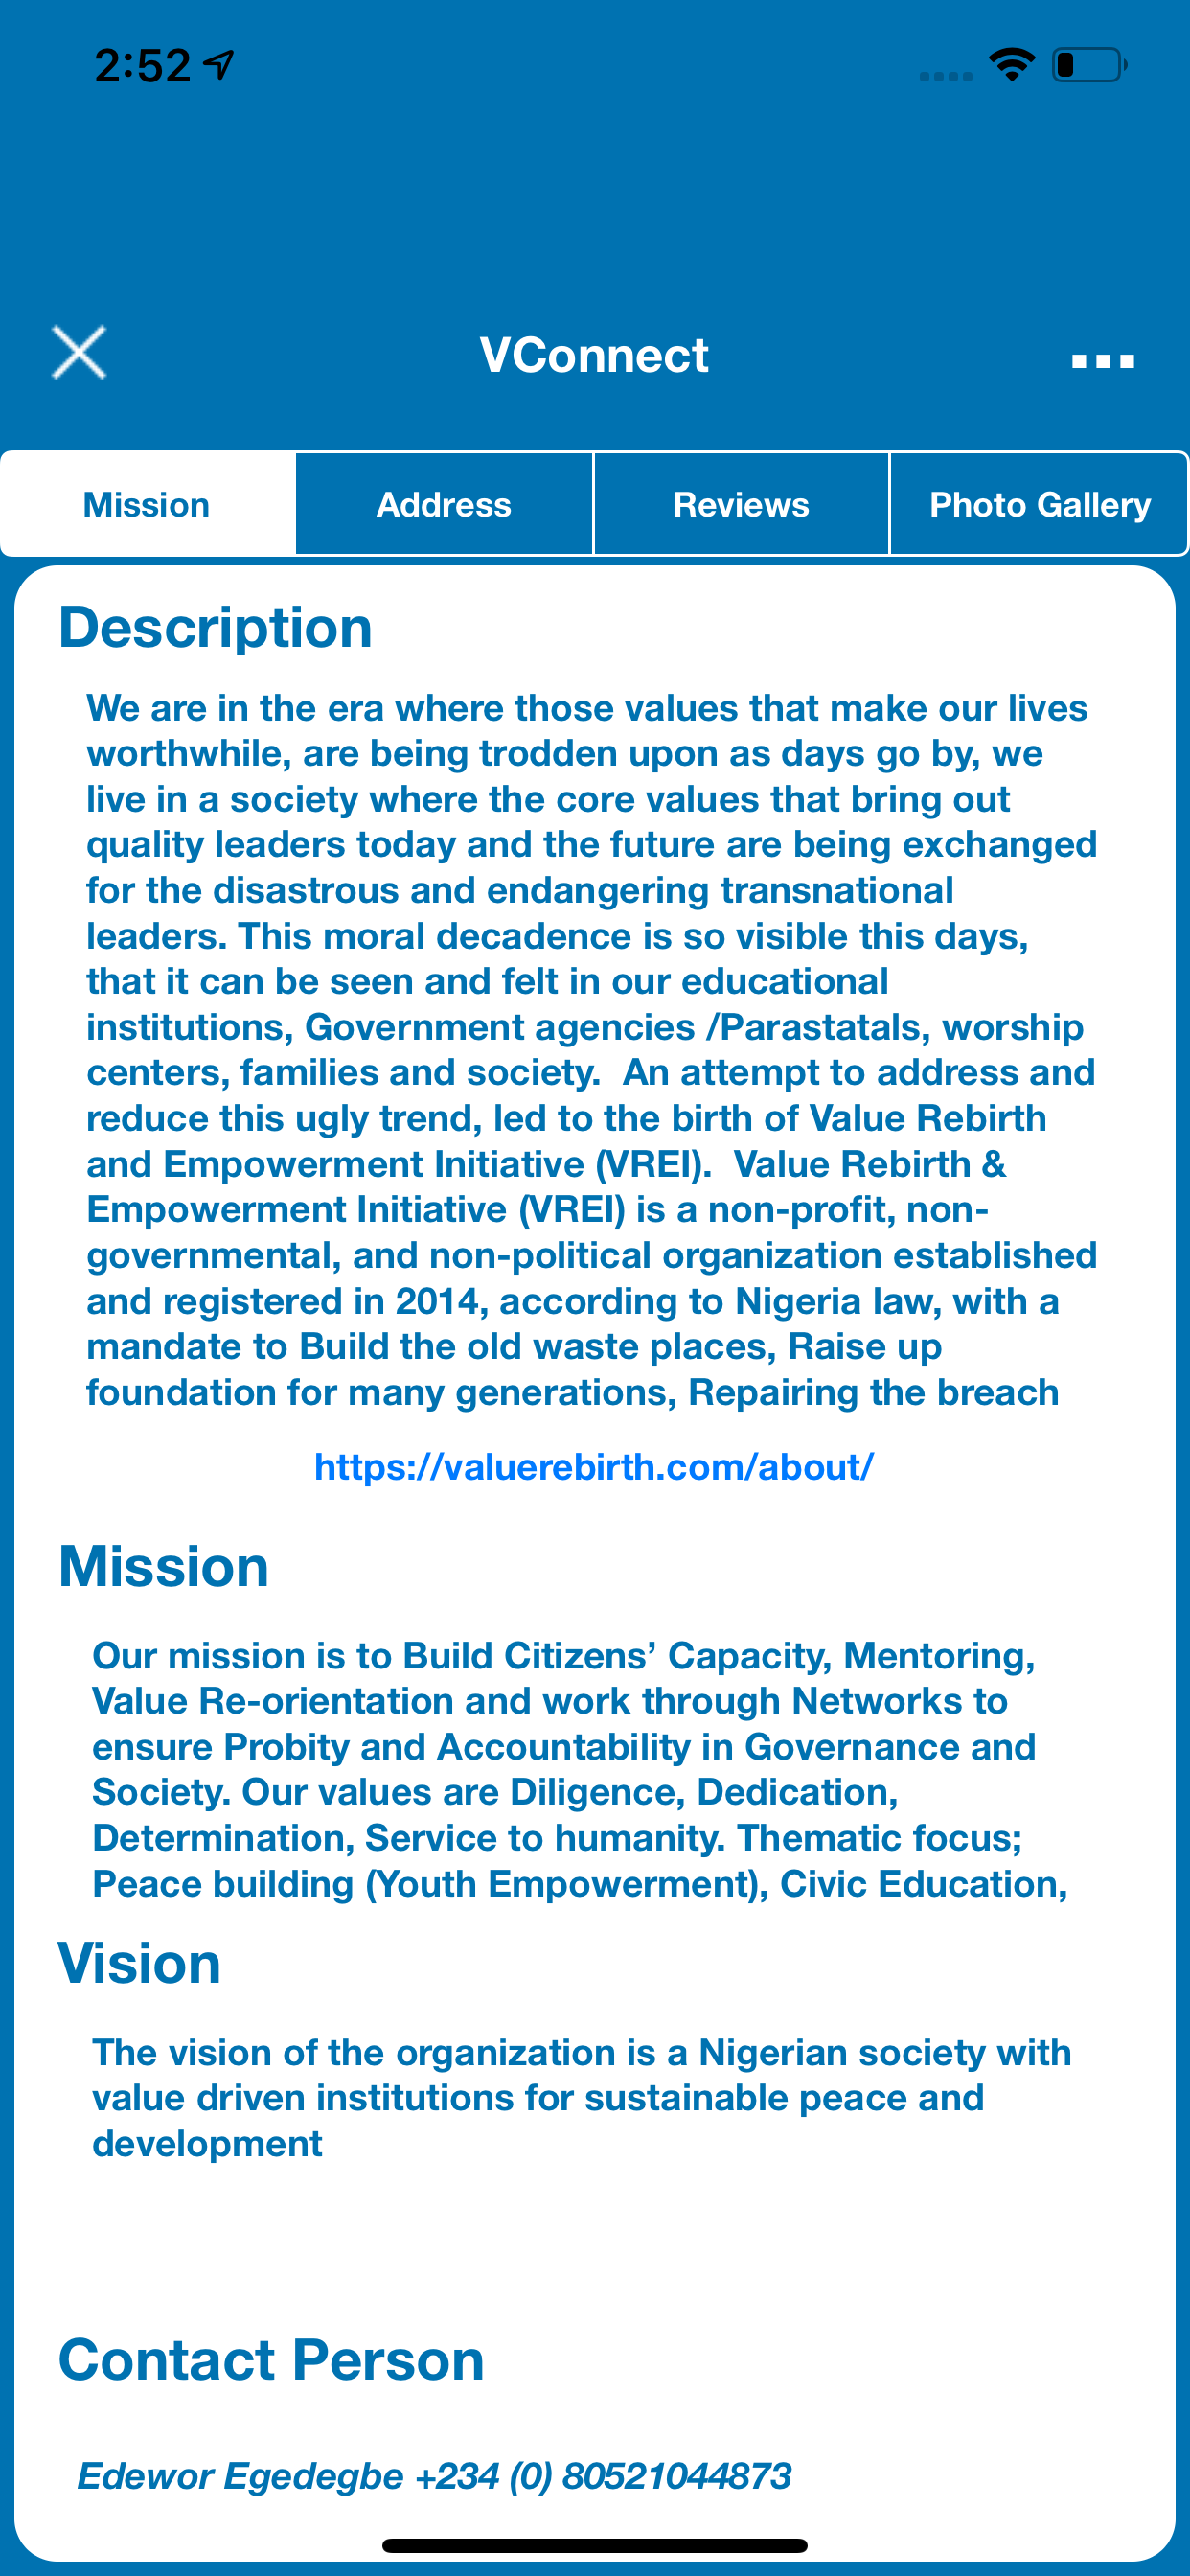 2:52
VConnect
Mission
Address
Reviews
Photo Gallery
Description
We are in the era where those values that make our lives
worthwhile, are being trodden upon as days go by, we
live in a society where the core values that bring out
quality leaders today and the future are being exchanged
for the disastrous and endangering transnational
leaders. This moral decadence is so visible this days,
that it can be seen and felt in our educational
institutions, Government agencies /Parastatals, worship
centers, families and society.  An attempt to address and
reduce this ugly trend, led to the birth of Value Rebirth
and Empowerment Initiative (VREI).  Value Rebirth &
Empowerment Initiative (VREI) is a non-profit, non-
governmental, and non-political organization established
and registered in 2014, according to Nigeria law, with a
mandate to Build the old waste places, Raise up
foundation for many generations, Repairing the breach
https://valuerebirth.com/about/
Mission
Our mission is to Build Citizens’ Capacity, Mentoring,
Value Re-orientation and work through Networks to
ensure Probity and Accountability in Governance and
Society. Our values are Diligence, Dedication,
Determination, Service to humanity. Thematic focus;
Peace building (Youth Empowerment), Civic Education,
Vision
The vision of the organization is a Nigerian society with
value driven institutions for sustainable peace and
development
Contact Person
Edewor Egedegbe +234 (0) 80521044873